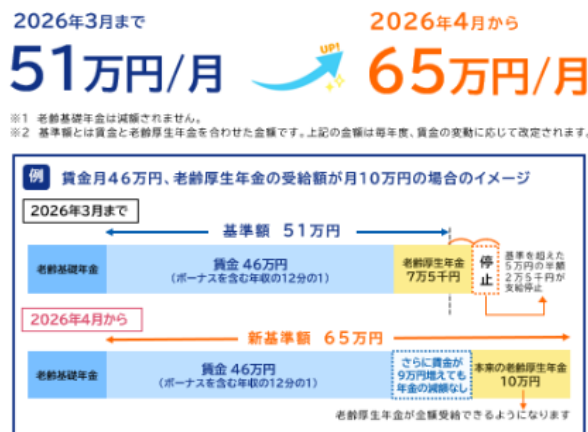 2026年3月まで
2026年4月から
51万円/月
UP!
65万円/月
※1 老齢基礎年金は減額されません。
※2 基準額とは賃金と老齢厚生年金を合わせた金額です。上記の金額は毎年度、賃金の変動に応じて改定されます。
例 賃金月46万円、老齢厚生年金の受給額が月10万円の場合のイメージ
2026年3月まで
基準額 51万円
老齢基礎年金
賃金 46万円
(ボーナスを含む年収の12分の1)
老齢厚生年金
7万5千円
停止
基準を超えた
5万円の半額
2万5千円が
支給停止
2026年4月から
新基準額 65万円
老齢基礎年金
賃金 46万円
(ボーナスを含む年収の12分の1)
さらに賃金が
9万円増えても
年金の減額なし
本来の老齢厚生年金
10万円
老齢厚生年金が全額受給できるようになります